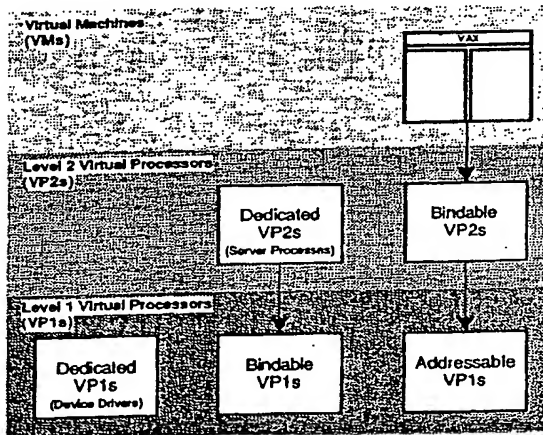 Virtual Machines
(VMs)
VAX
Level 2 Virtual Processors
(VP2s)
Dedicated
VP2s
(Server Processes)
Bindable
VP2s
Level 1 Virtual Processors
(VP1s)
Dedicated
VP1s
(Device Drivers)
Bindable
VP1s
Addressable
VP1s